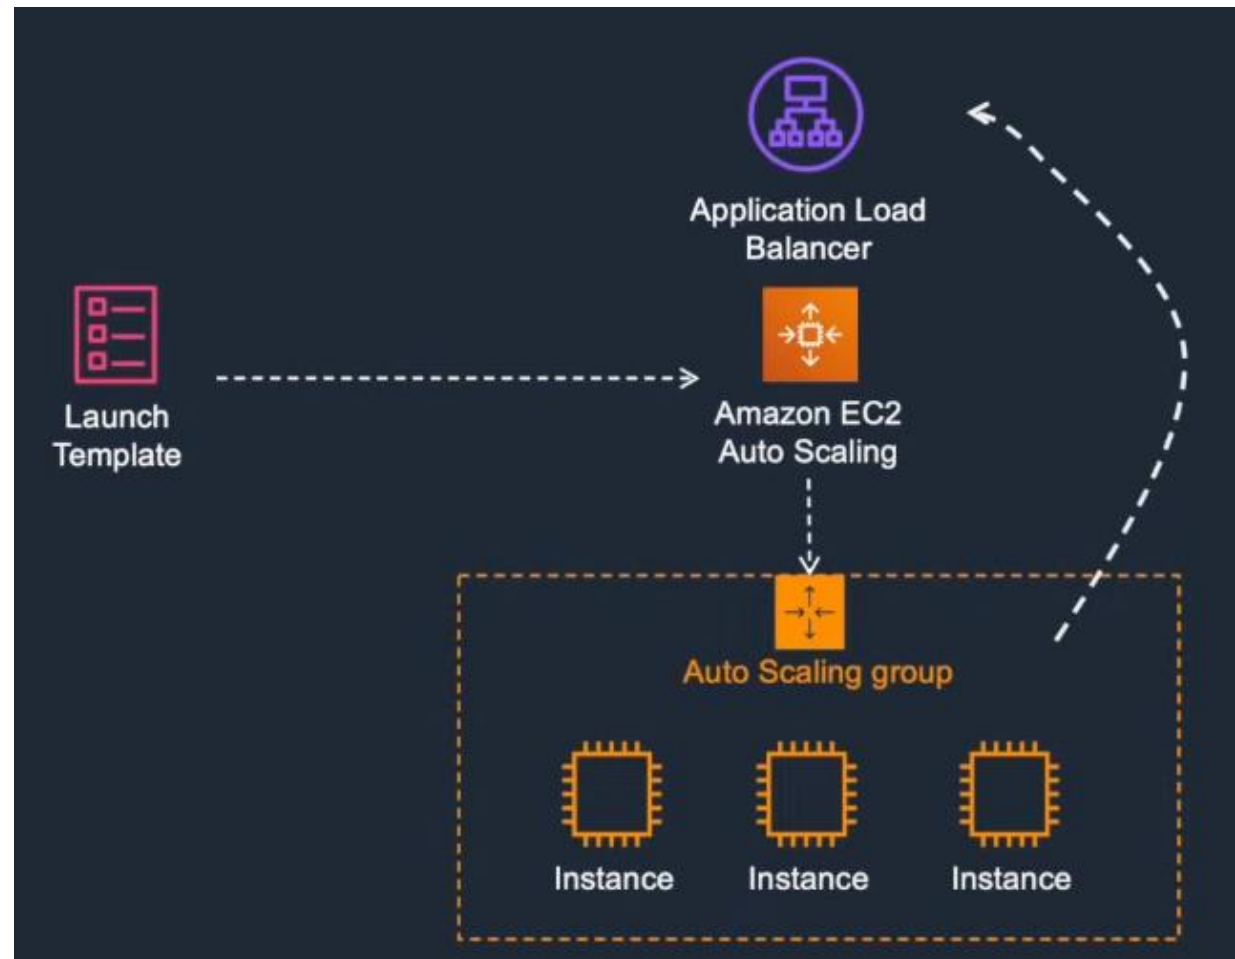 Application Load
Balancer
Launch
Template
Amazon EC2
Auto Scaling
Auto Scaling group
Instance
Instance
Instance